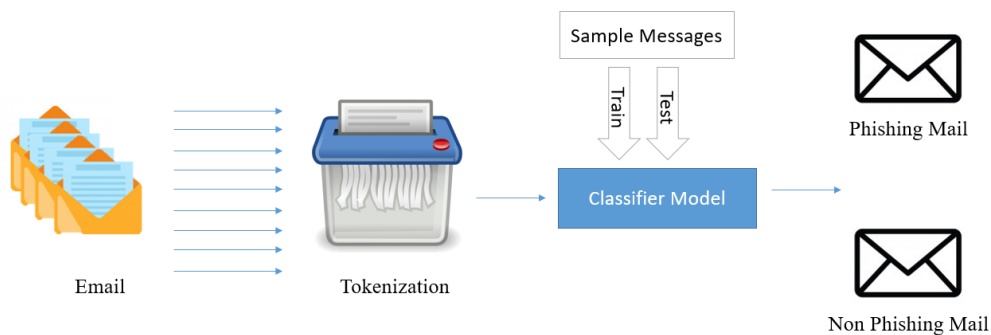 Sample Messages
Train
Test
Phishing Mail
Classifier Model
Email
Tokenization
Non Phishing Mail